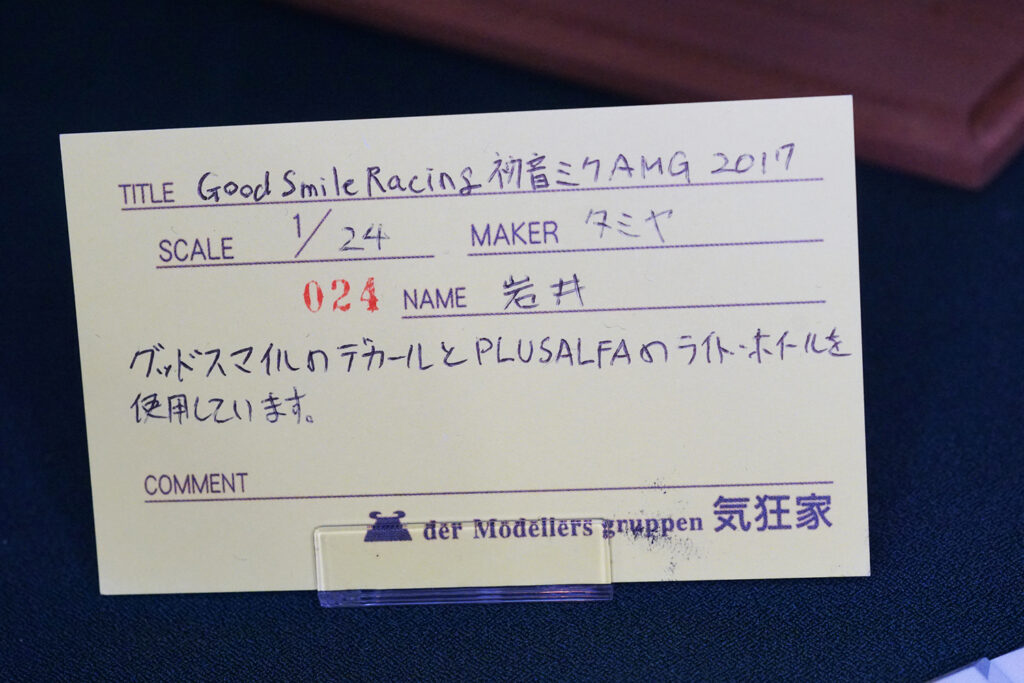 TITLE Good Smile Racing 初音ミクAMG 2017
SCALE 1/24 MAKER タミヤ
024 NAME 岩井
グッドスマイルのデカールとPLUSALFAのライト・ホイールを
使用しています。
COMMENT
der Modellers gruppen 気狂家